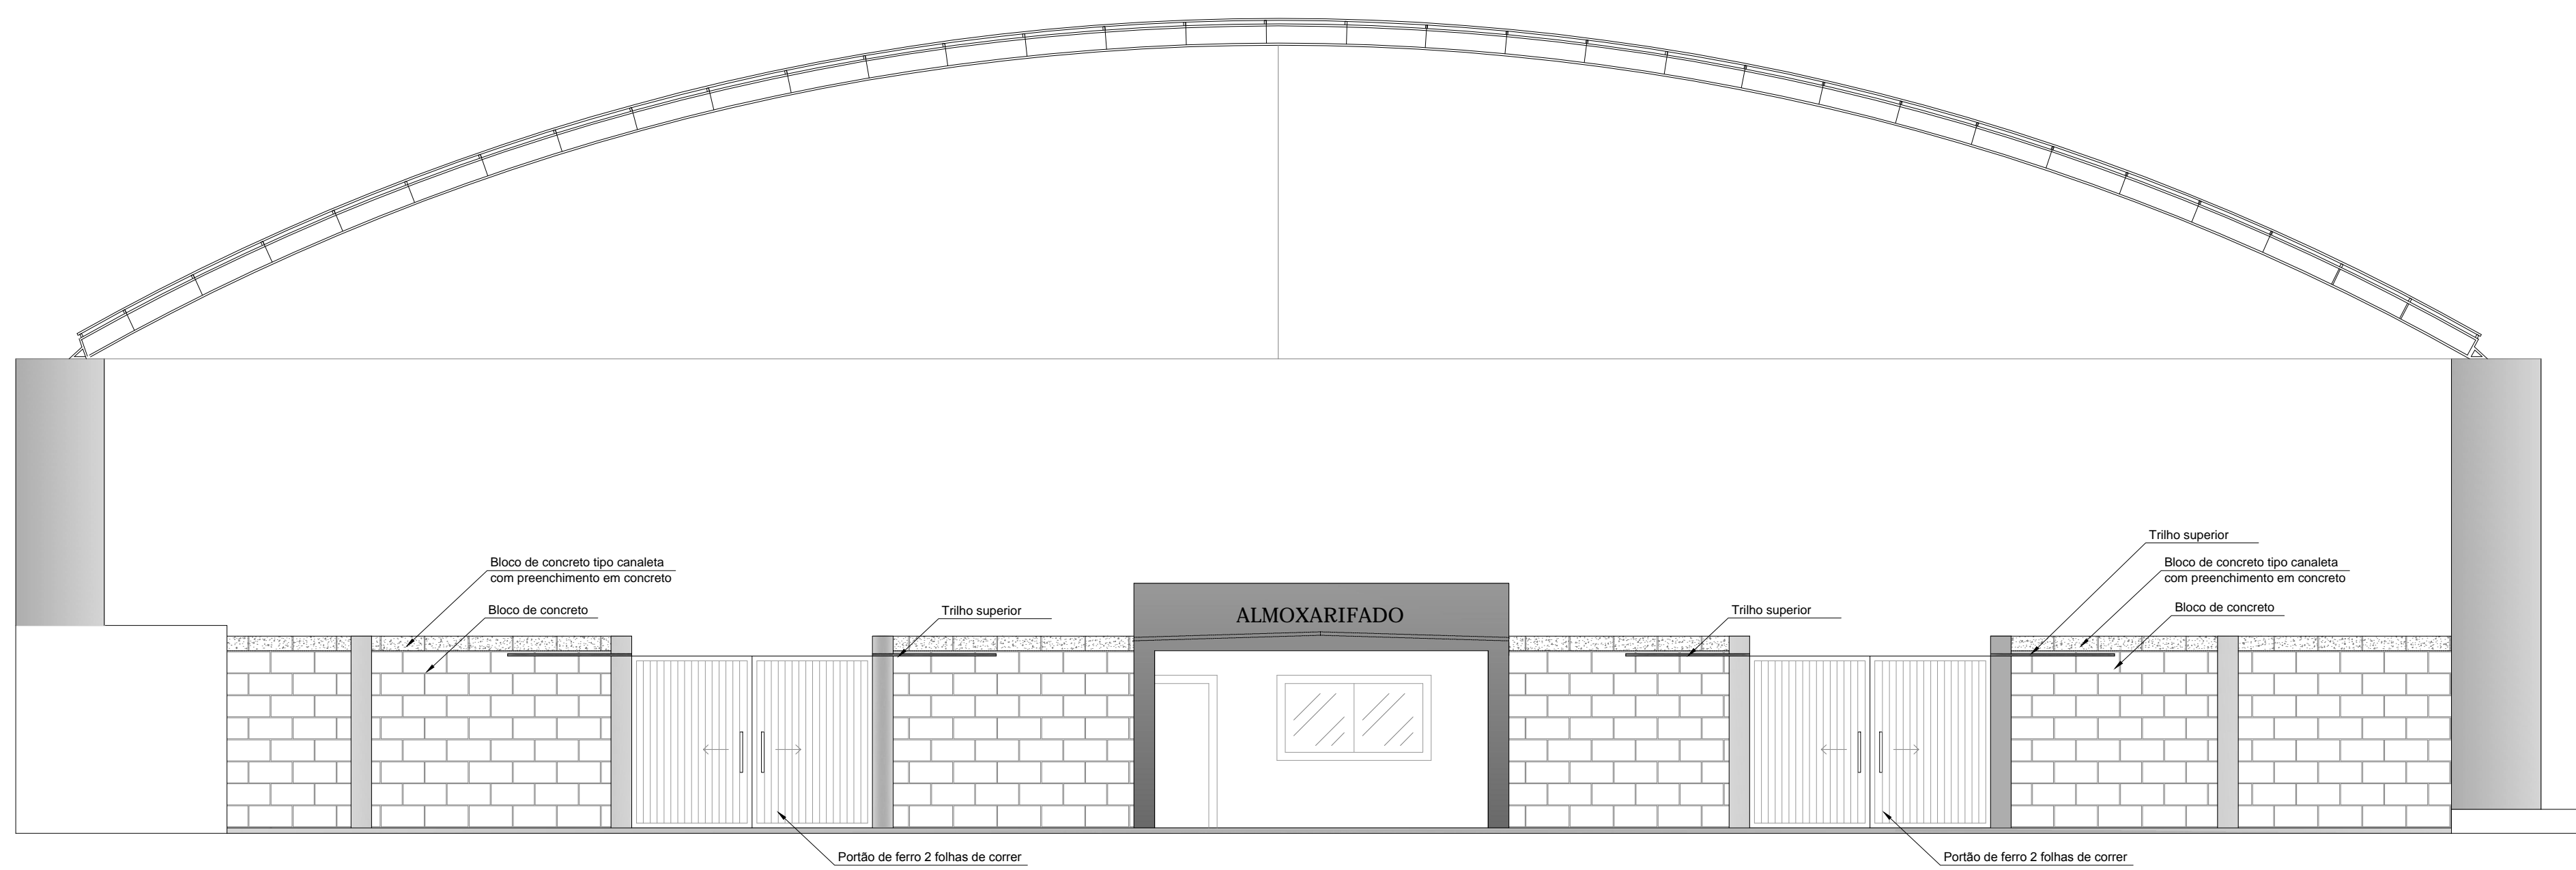 Trilho superior
Bloco de concreto tipo canaleta
com preenchimento em concreto
Bloco de concreto tipo canaleta
com preenchimento em concreto
Bloco de concreto
Trilho superior
ALMOXARIFADO
Trilho superior
Bloco de concreto
Portão de ferro 2 folhas de correr
Portão de ferro 2 folhas de correr